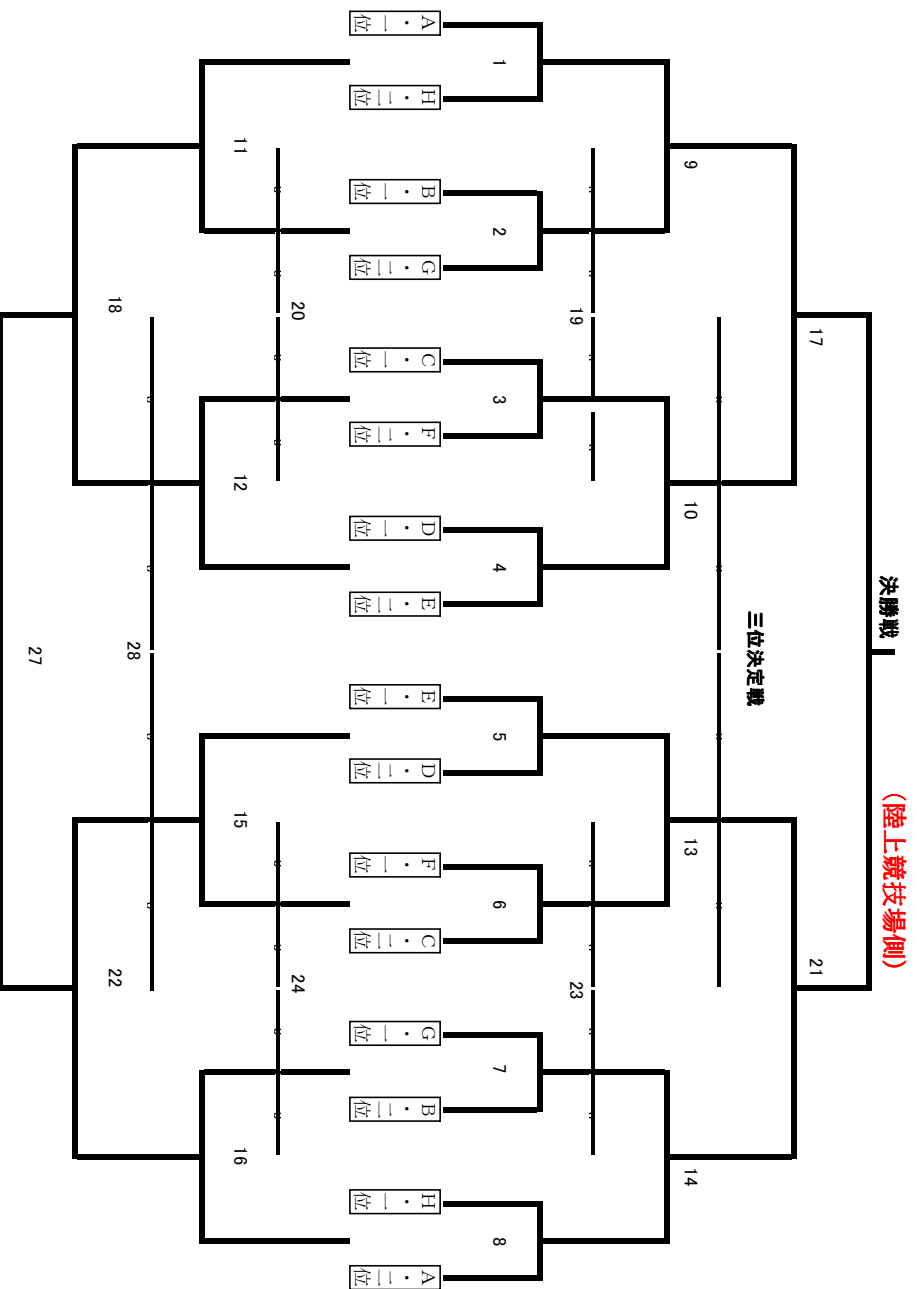 決勝戦
(陸上競技場側)
17
21
三位決定戦
9
10
13
14
19
23
1
2
3
4
5
6
7
8
A・一位
H・二位
B・一位
G・二位
C・一位
F・二位
D・一位
E・二位
E・一位
D・二位
F・一位
C・二位
G・一位
B・二位
H・一位
A・二位
20
24
11
12
15
16
28
18
22
27